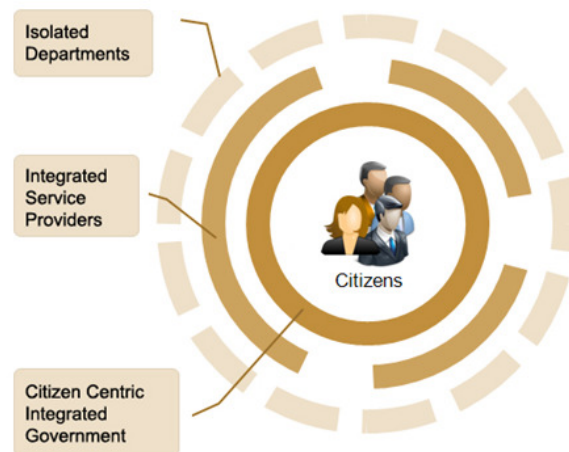 Isolated
Departments
Integrated
Service
Providers
Citizens
Citizen Centric
Integrated
Government